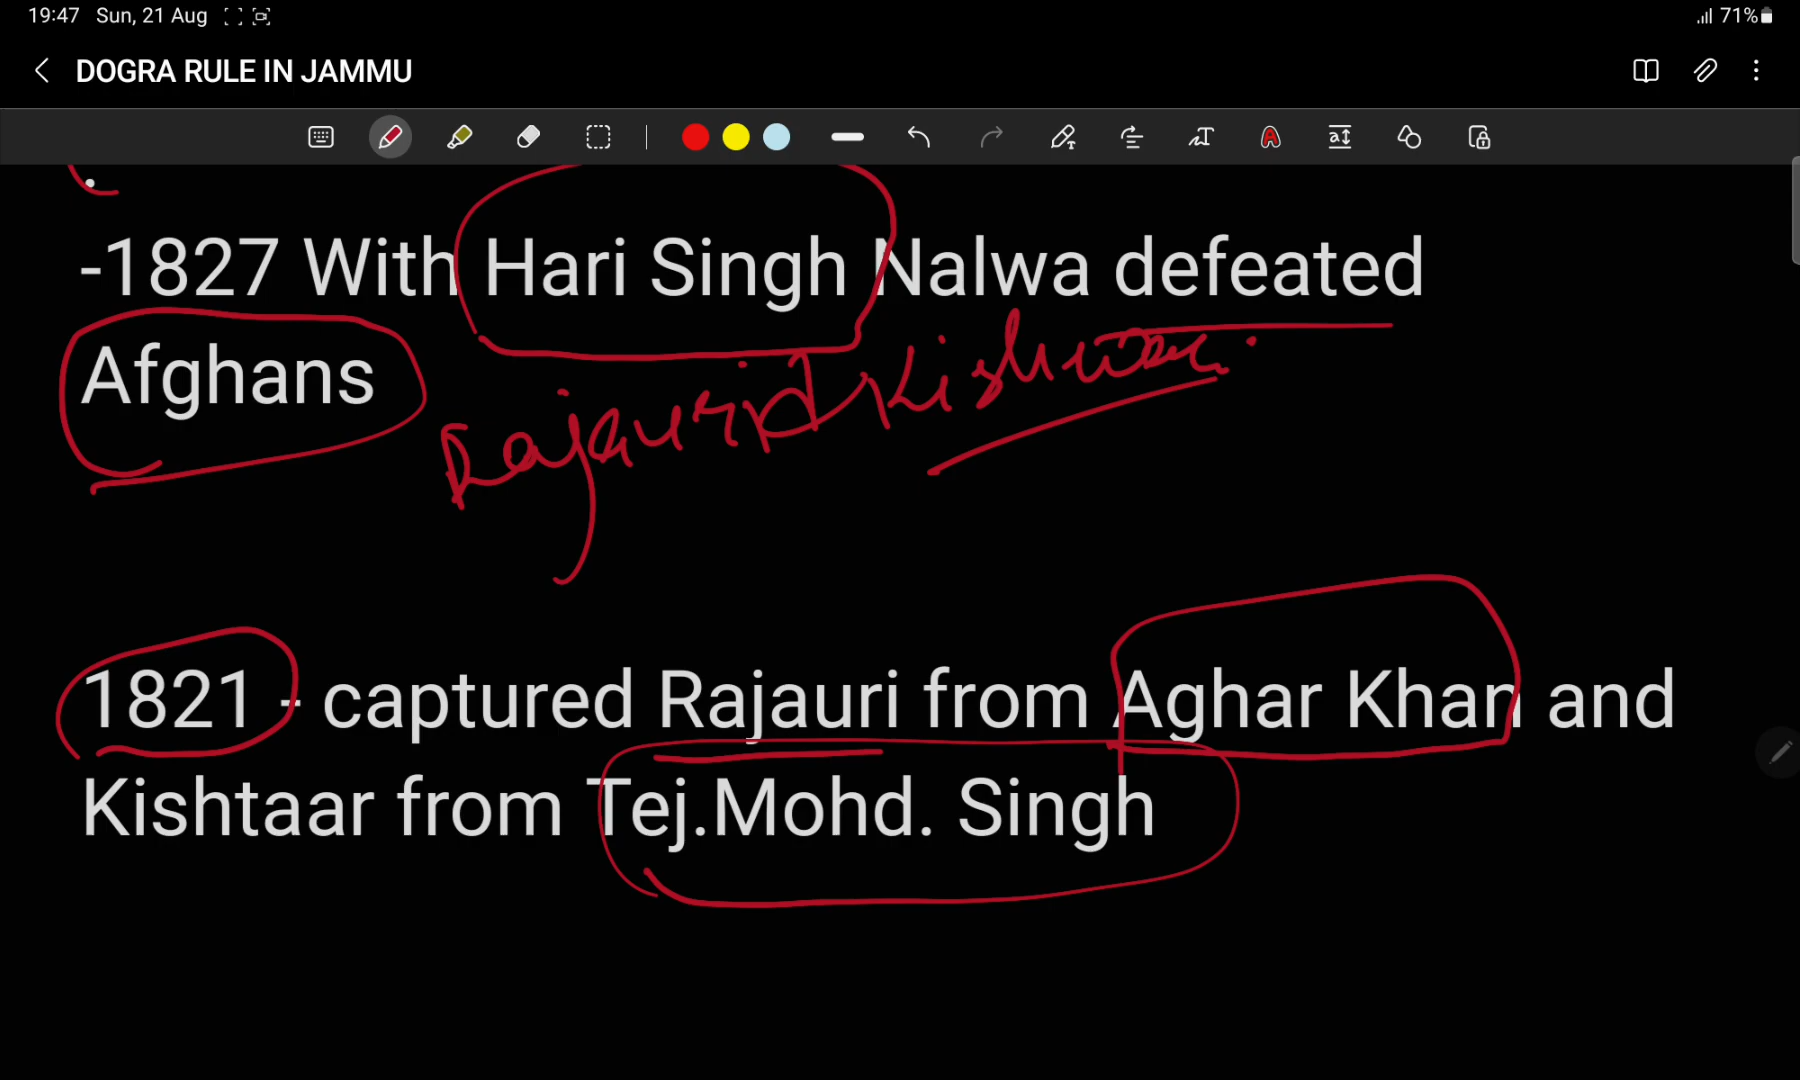 19:47 Sun, 21 Aug 71%
DOGRA RULE IN JAMMU
.
-1827 With Hari Singh Nalwa defeated
Afghans
Rajauri d Kishwar.
1821 - captured Rajauri from Aghar Khan and
Kishtaar from Tej.Mohd. Singh